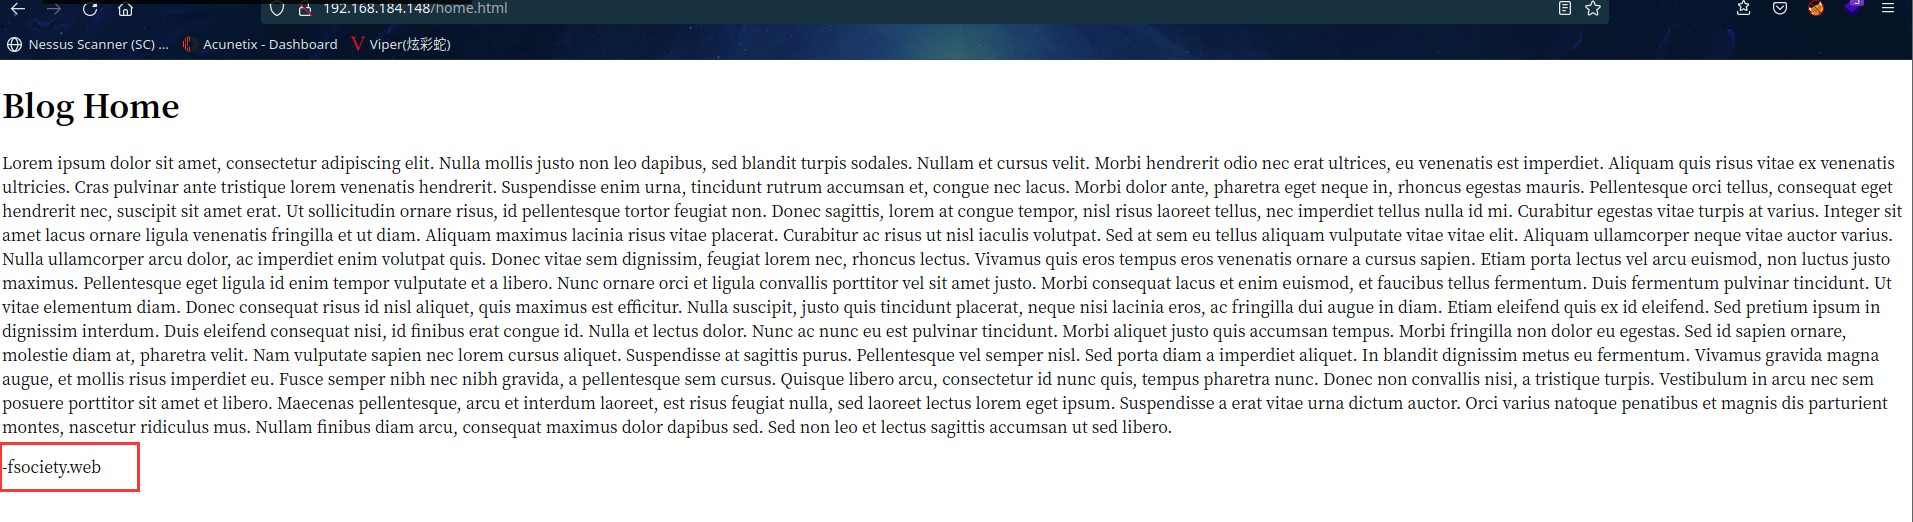 192.168.184.148/home.html
Nessus Scanner (SC) ...
Acunetix - Dashboard
Viper(炫彩蛇)
Blog Home
Lorem ipsum dolor sit amet, consectetur adipiscing elit. Nulla mollis justo non leo dapibus, sed blandit turpis sodales. Nullam et cursus velit. Morbi hendrerit odio nec erat ultrices, eu venenatis est imperdiet. Aliquam quis risus vitae ex venenatis
ultricies. Cras pulvinar ante tristique lorem venenatis hendrerit. Suspendisse enim urna, tincidunt rutrum accumsan et, congue nec lacus. Morbi dolor ante, pharetra eget neque in, rhoncus egestas mauris. Pellentesque orci tellus, consequat eget
hendrerit nec, suscipit sit amet erat. Ut sollicitudin ornare risus, id pellentesque tortor feugiat non. Donec sagittis, lorem at congue tempor, nisl risus laoreet tellus, nec imperdiet tellus nulla id mi. Curabitur egestas vitae turpis at varius. Integer sit
amet lacus ornare ligula venenatis fringilla et ut diam. Aliquam maximus lacinia risus vitae placerat. Curabitur ac risus ut nisl iaculis volutpat. Sed at sem eu tellus aliquam vulputate vitae vitae elit. Aliquam ullamcorper neque vitae auctor varius.
Nulla ullamcorper arcu dolor, ac imperdiet enim volutpat quis. Donec vitae sem dignissim, feugiat lorem nec, rhoncus lectus. Vivamus quis eros tempus eros venenatis ornare a cursus sapien. Etiam porta lectus vel arcu euismod, non luctus justo
maximus. Pellentesque eget ligula id enim tempor vulputate et a libero. Nunc ornare orci et ligula convallis porttitor vel sit amet justo. Morbi consequat lacus et enim euismod, et faucibus tellus fermentum. Duis fermentum pulvinar tincidunt. Ut
vitae elementum diam. Donec consequat risus id nisl aliquet, quis maximus est efficitur. Nulla suscipit, justo quis tincidunt placerat, neque nisi lacinia eros, ac fringilla dui augue in diam. Etiam eleifend quis ex id eleifend. Sed pretium ipsum in
dignissim interdum. Duis eleifend consequat nisi, id finibus erat congue id. Nulla et lectus dolor. Nunc ac nunc eu est pulvinar tincidunt. Morbi aliquet justo quis accumsan tempus. Morbi fringilla non dolor eu egestas. Sed id sapien ornare,
molestie diam at, pharetra velit. Nam vulputate sapien nec lorem cursus aliquet. Suspendisse at sagittis purus. Pellentesque vel semper nisl. Sed porta diam a imperdiet aliquet. In blandit dignissim metus eu fermentum. Vivamus gravida magna
augue, et mollis risus imperdiet eu. Fusce semper nibh nec nibh gravida, a pellentesque sem cursus. Quisque libero arcu, consectetur id nunc quis, tempus pharetra nunc. Donec non convallis nisi, a tristique turpis. Vestibulum in arcu nec sem
posuere porttitor sit amet et libero. Maecenas pellentesque, arcu et interdum laoreet, est risus feugiat nulla, sed laoreet lectus lorem eget ipsum. Suspendisse a erat vitae urna dictum auctor. Orci varius natoque penatibus et magnis dis parturient
montes, nascetur ridiculus mus. Nullam finibus diam arcu, consequat maximus dolor dapibus sed. Sed non leo et lectus sagittis accumsan ut sed libero.
-fsociety.web